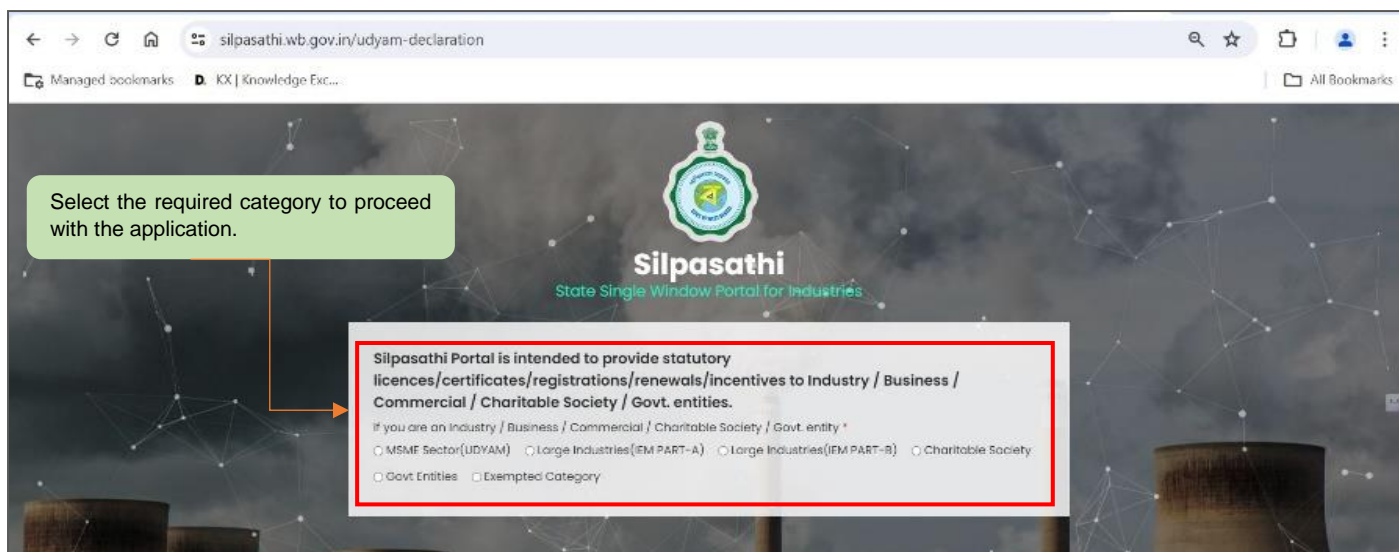 silpasathi.wb.gov.in/udyam-declaration
Managed bookmarks D. KX | Knowledge Exc... All Bookmarks
Select the required category to proceed
with the application.
Silpasathi
State Single Window Portal for Industries
Silpasathi Portal is intended to provide statutory
licences/certificates/registrations/renewals/incentives to Industry / Business /
Commercial / Charitable Society / Govt. entities.
If you are an Industry / Business / Commercial / Charitable Society / Govt. entity *
MSME Sector(UDYAM) Large Industries(IEM PART-A) Large Industries(IEM PART-B) Charitable Society
Govt Entities Exempted Category